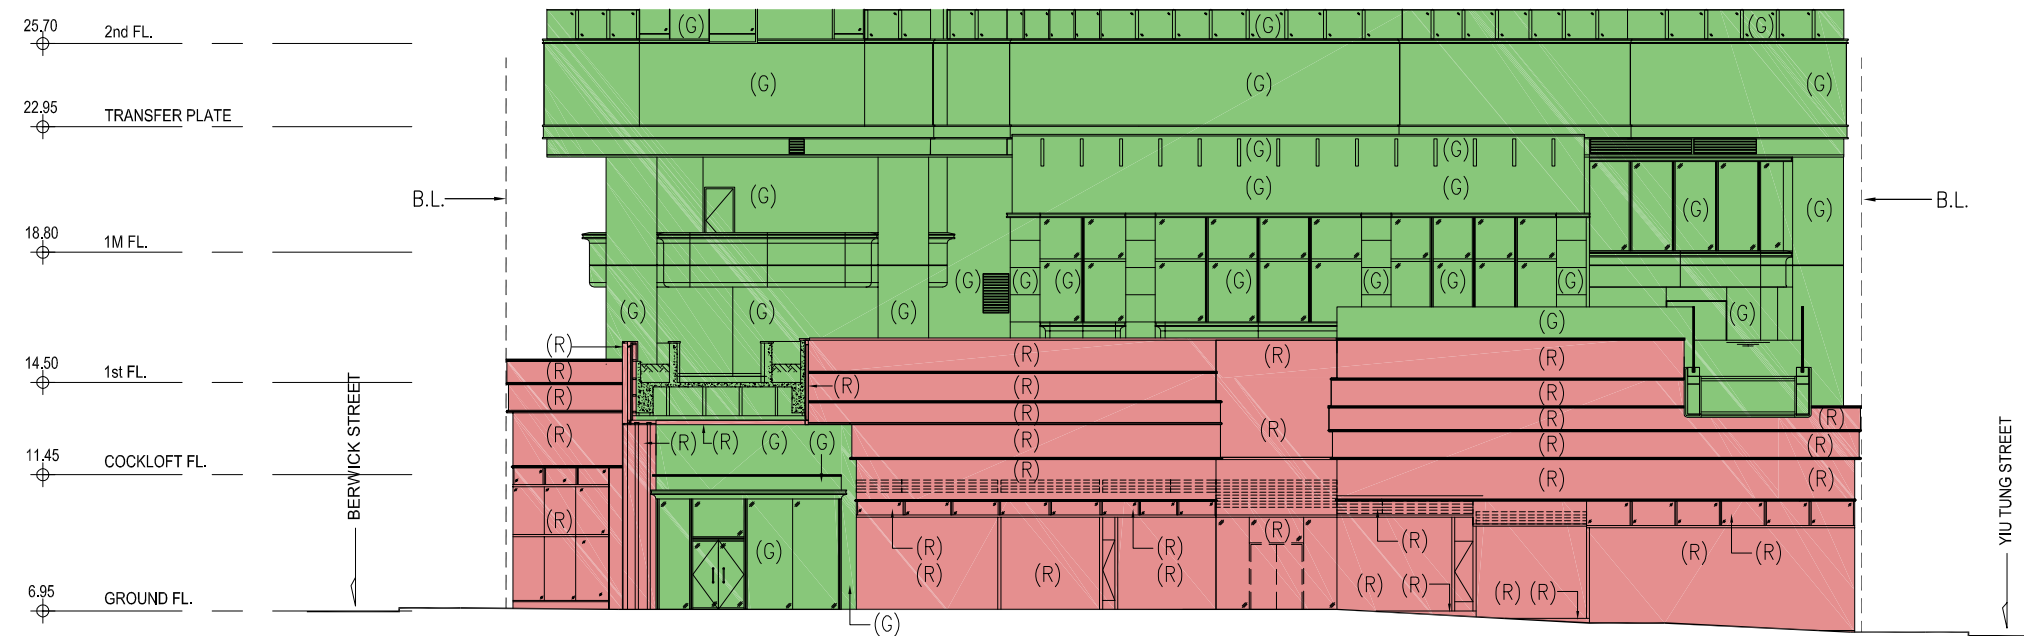 25.70 2nd FL. (G) (G) (G)
(G) (G) (G)
22.95 TRANSFER PLATE
(G) (G)
(G) (G) (G)
B.L. (G) (G) B.L.
18.80 1M FL.
(G) (G) (G) (G) (G) (G) (G)
(G) (G) (G) (G) (G)
(R) (R) (R) (R)
14.50 1st FL. (R)
(R) (R) (R)
(R) (R) (R) (R)
(R) (R) (R) (G) (G) (R) (R) (R) (R)
11.45 COCKLOFT FL. (R) (R) (R)
BERWICK STREET
YIU TUNG STREET
(R) (R)
(G) (R) (R) (R) (R) (R)
(R) (R) (R) (R) (R) (R) (R)
6.95 GROUND FL.
(G)